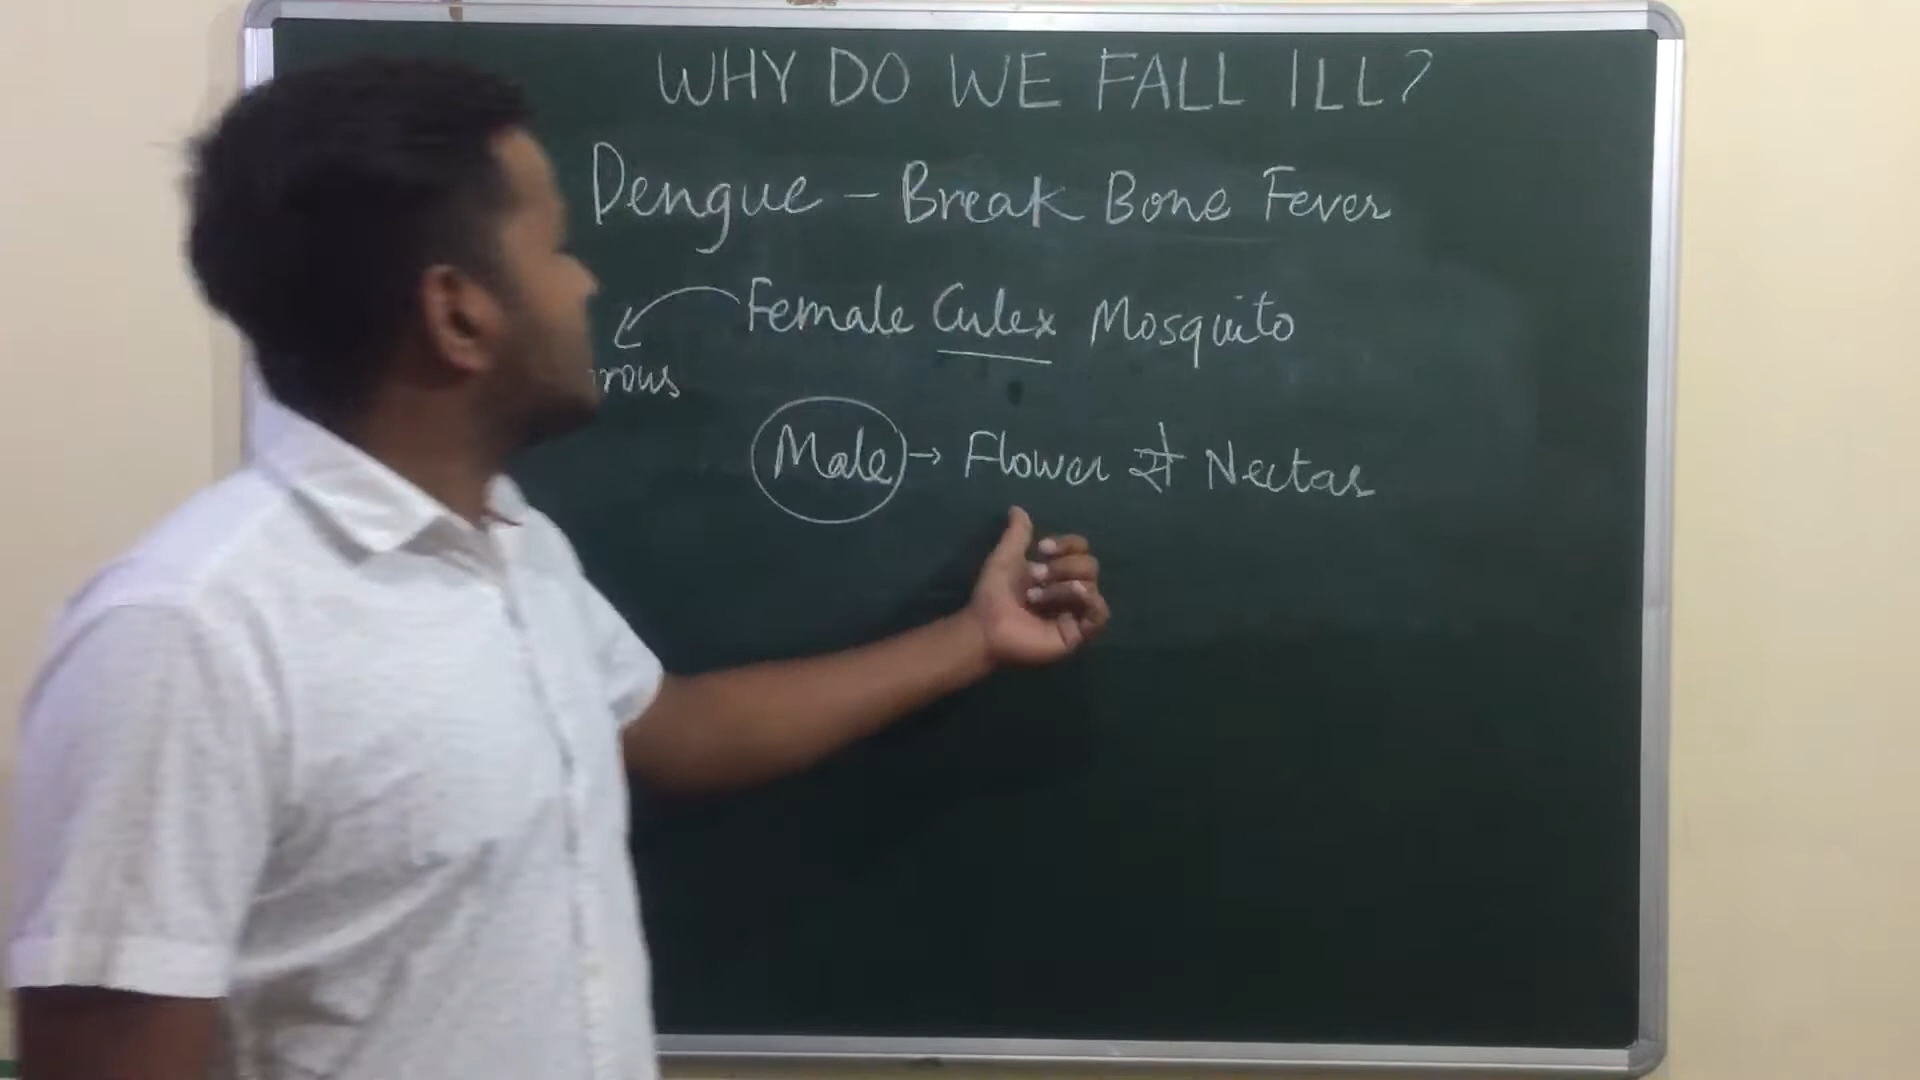 WHY DO WE FALL ILL?
Dengue - Break Bone Fever
Female Culex Mosquito
Male → Flower से Nectar